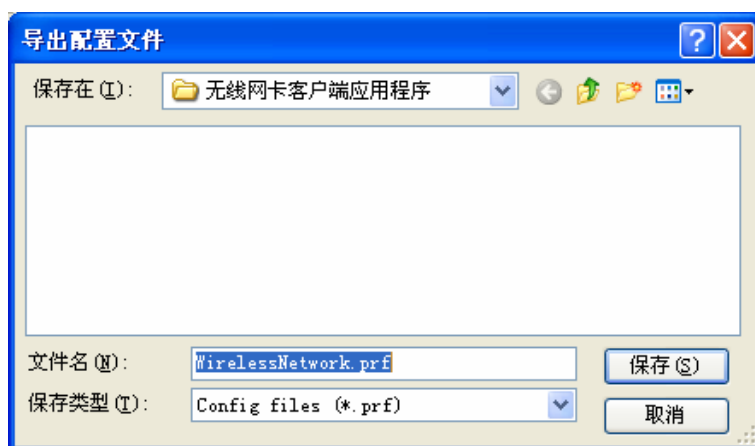 导出配置文件
保存在(I): 无线网卡客户端应用程序
文件名(N): WirelessNetwork.prf 保存(S)
保存类型(T): Config files (*.prf) 取消